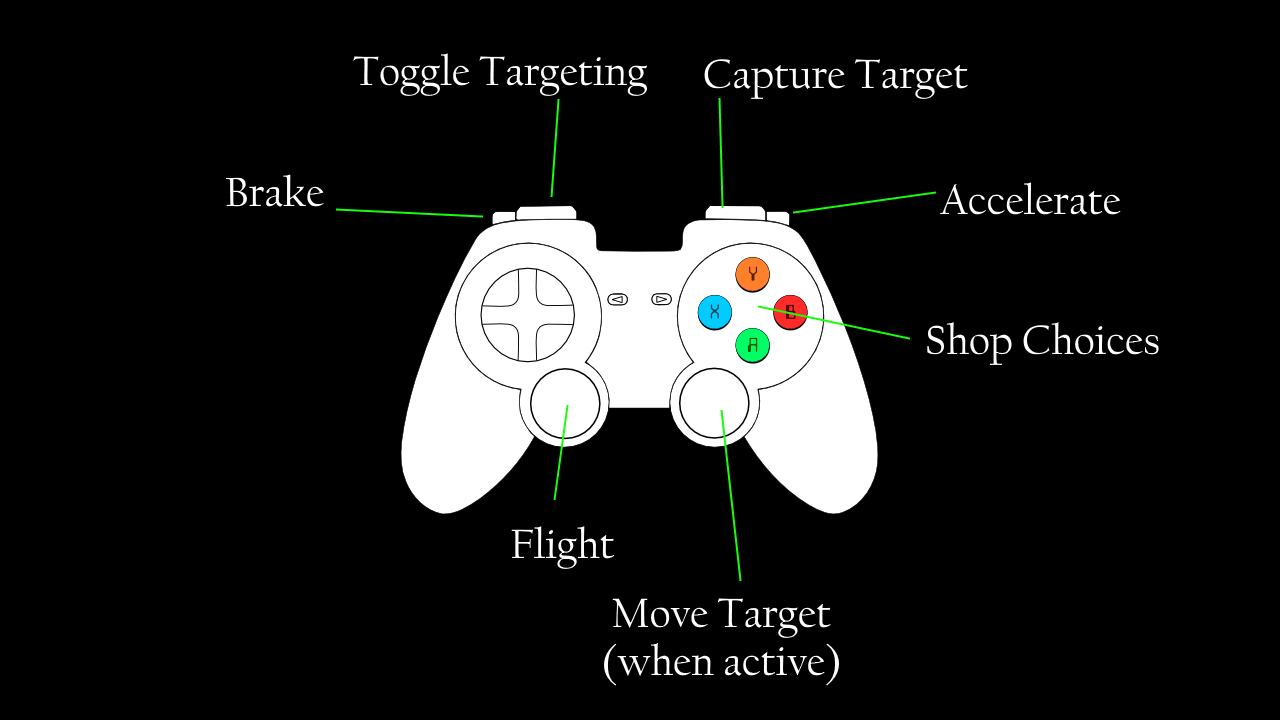 Toggle Targeting
Capture Target
Brake
Accelerate
Y
X
B
A
Shop Choices
Flight
Move Target
(when active)